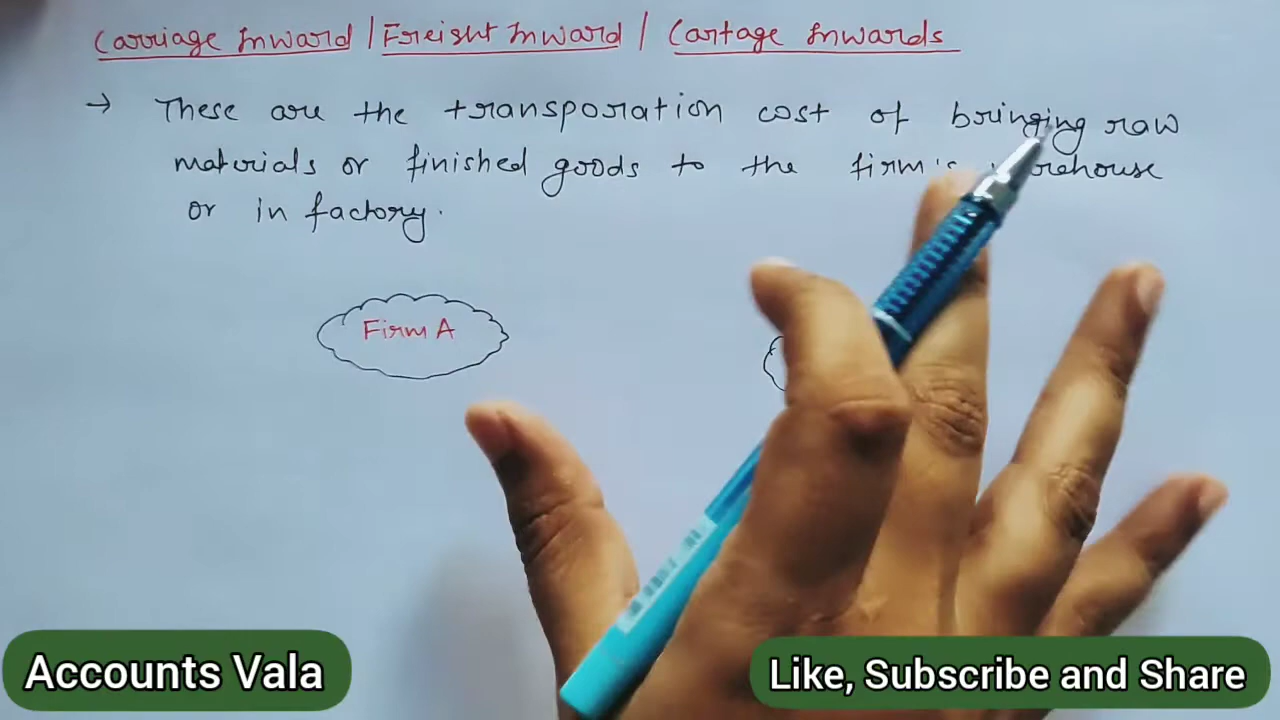 Carriage Inward / Freight Inward / Cartage Inwards
→ These are the transporation cost of bringing raw
materials or finished goods to the firm's
or in factory.
Firm A
Accounts Vala
Like, Subscribe and Share